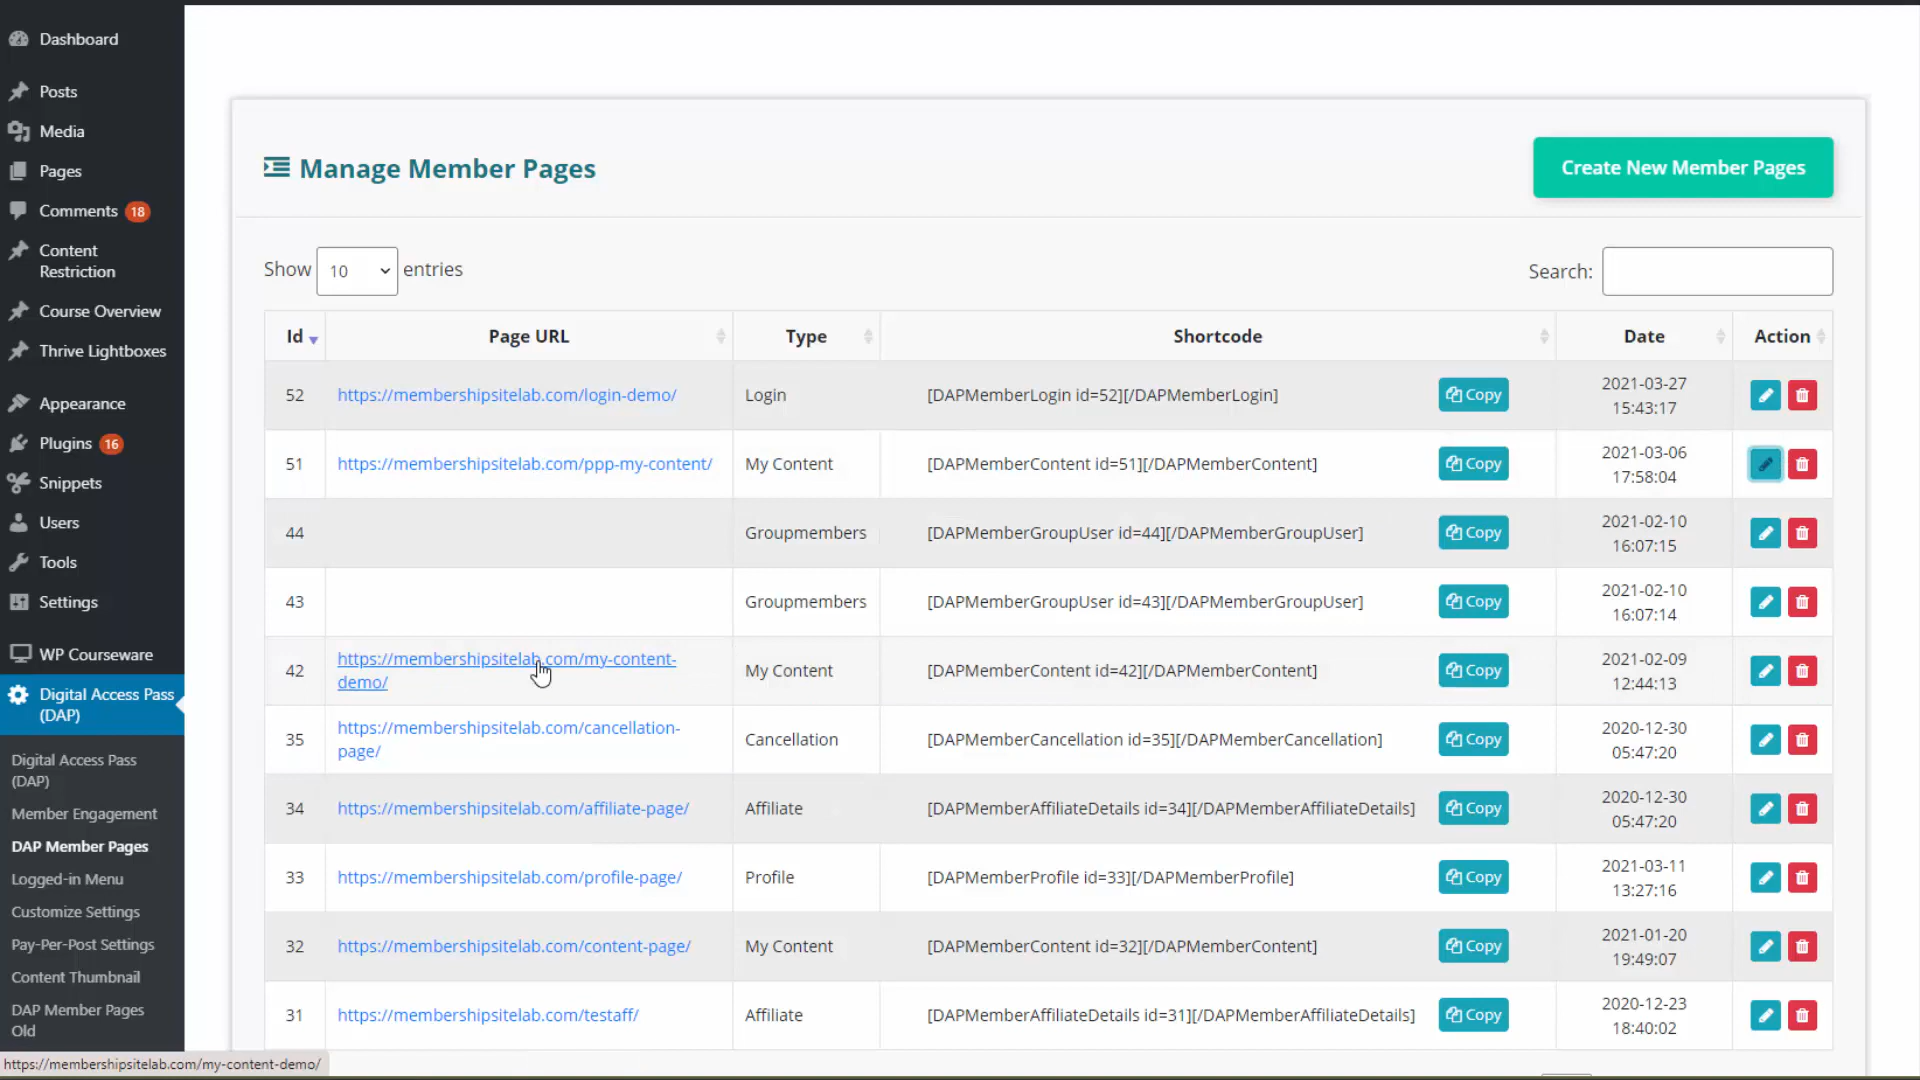 Dashboard
Posts
Media
Pages
Comments 18
Content
Restriction
Course Overview
Thrive Lightboxes
Appearance
Plugins 16
Snippets
Users
Tools
Settings
WP Courseware
Digital Access Pass
(DAP)
Digital Access Pass
(DAP)
Member Engagement
DAP Member Pages
Logged-in Menu
Customize Settings
Pay-Per-Post Settings
Content Thumbnail
DAP Member Pages
Old
https://membershipsitelab.com/my-content-demo/
Manage Member Pages
Create New Member Pages
Show 10 entries
Search:
Id Page URL Type Shortcode Date Action
52 https://membershipsitelab.com/login-demo/ Login [DAPMemberLogin id=52][/DAPMemberLogin] Copy 2021-03-27
15:43:17
51 https://membershipsitelab.com/ppp-my-content/ My Content [DAPMemberContent id=51][/DAPMemberContent] Copy 2021-03-06
17:58:04
44 Groupmembers [DAPMemberGroupUser id=44][/DAPMemberGroupUser] Copy 2021-02-10
16:07:15
43 Groupmembers [DAPMemberGroupUser id=43][/DAPMemberGroupUser] Copy 2021-02-10
16:07:14
42 https://membershipsitelab.com/my-content- My Content [DAPMemberContent id=42][/DAPMemberContent] Copy 2021-02-09
demo/ 12:44:13
35 https://membershipsitelab.com/cancellation- Cancellation [DAPMemberCancellation id=35][/DAPMemberCancellation] Copy 2020-12-30
page/ 05:47:20
34 https://membershipsitelab.com/affiliate-page/ Affiliate [DAPMemberAffiliateDetails id=34][/DAPMemberAffiliateDetails] Copy 2020-12-30
05:47:20
33 https://membershipsitelab.com/profile-page/ Profile [DAPMemberProfile id=33][/DAPMemberProfile] Copy 2021-03-11
13:27:16
32 https://membershipsitelab.com/content-page/ My Content [DAPMemberContent id=32][/DAPMemberContent] Copy 2021-01-20
19:49:07
31 https://membershipsitelab.com/testaff/ Affiliate [DAPMemberAffiliateDetails id=31][/DAPMemberAffiliateDetails] Copy 2020-12-23
18:40:02